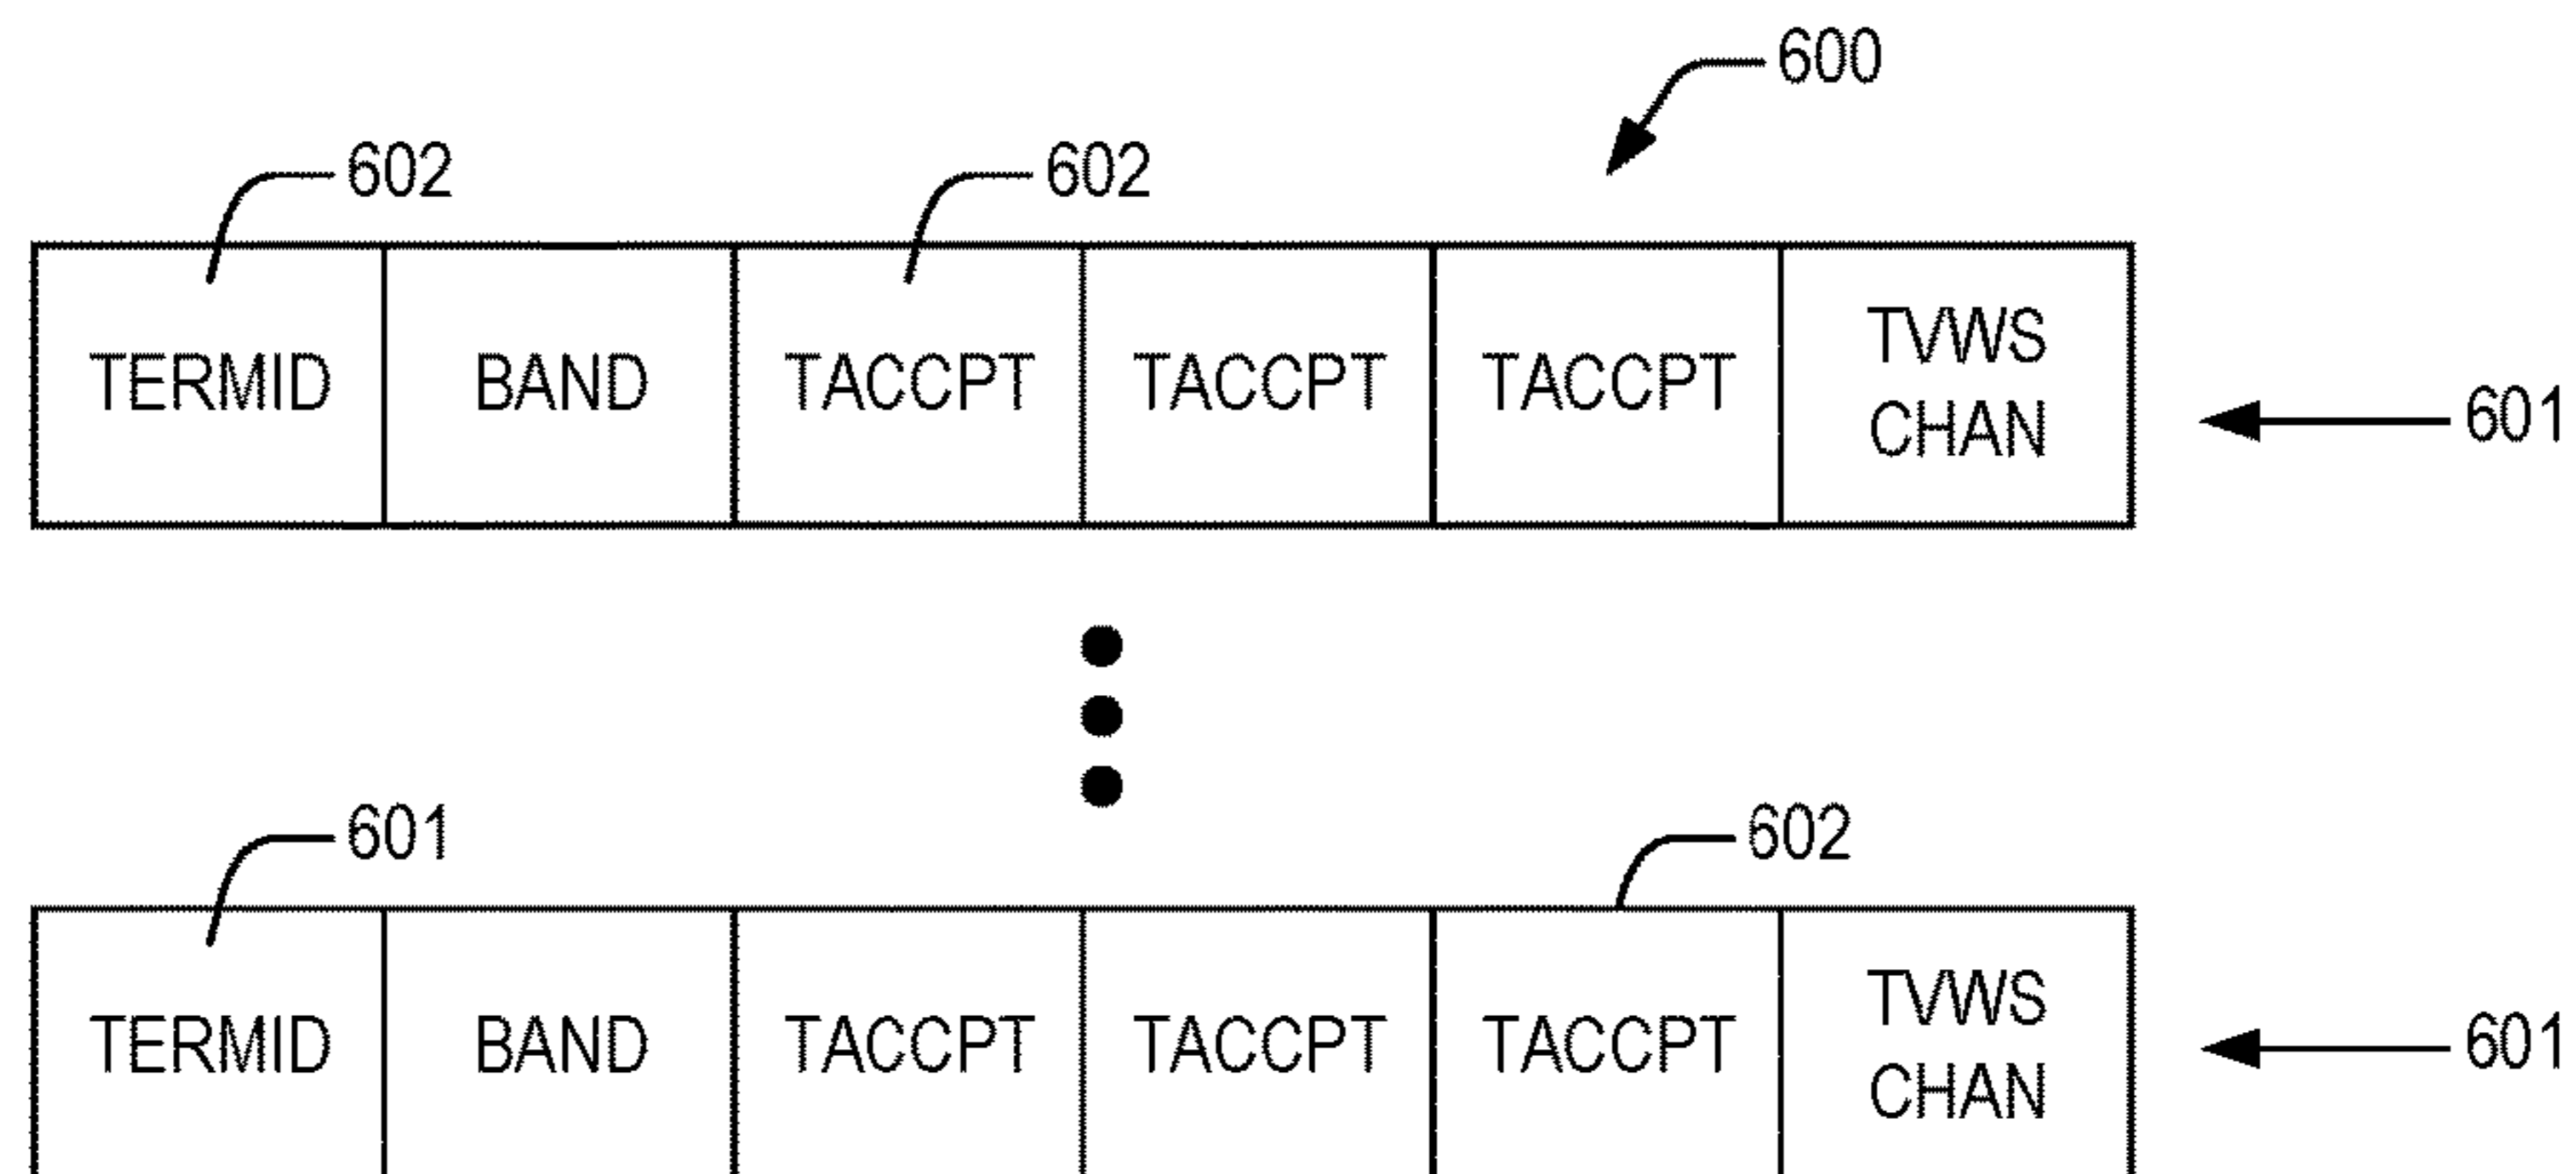 600
602 602
TERMID BAND TACCPT TACCPT TACCPT TVWS CHAN
601
601 602
TERMID BAND TACCPT TACCPT TACCPT TVWS CHAN
601